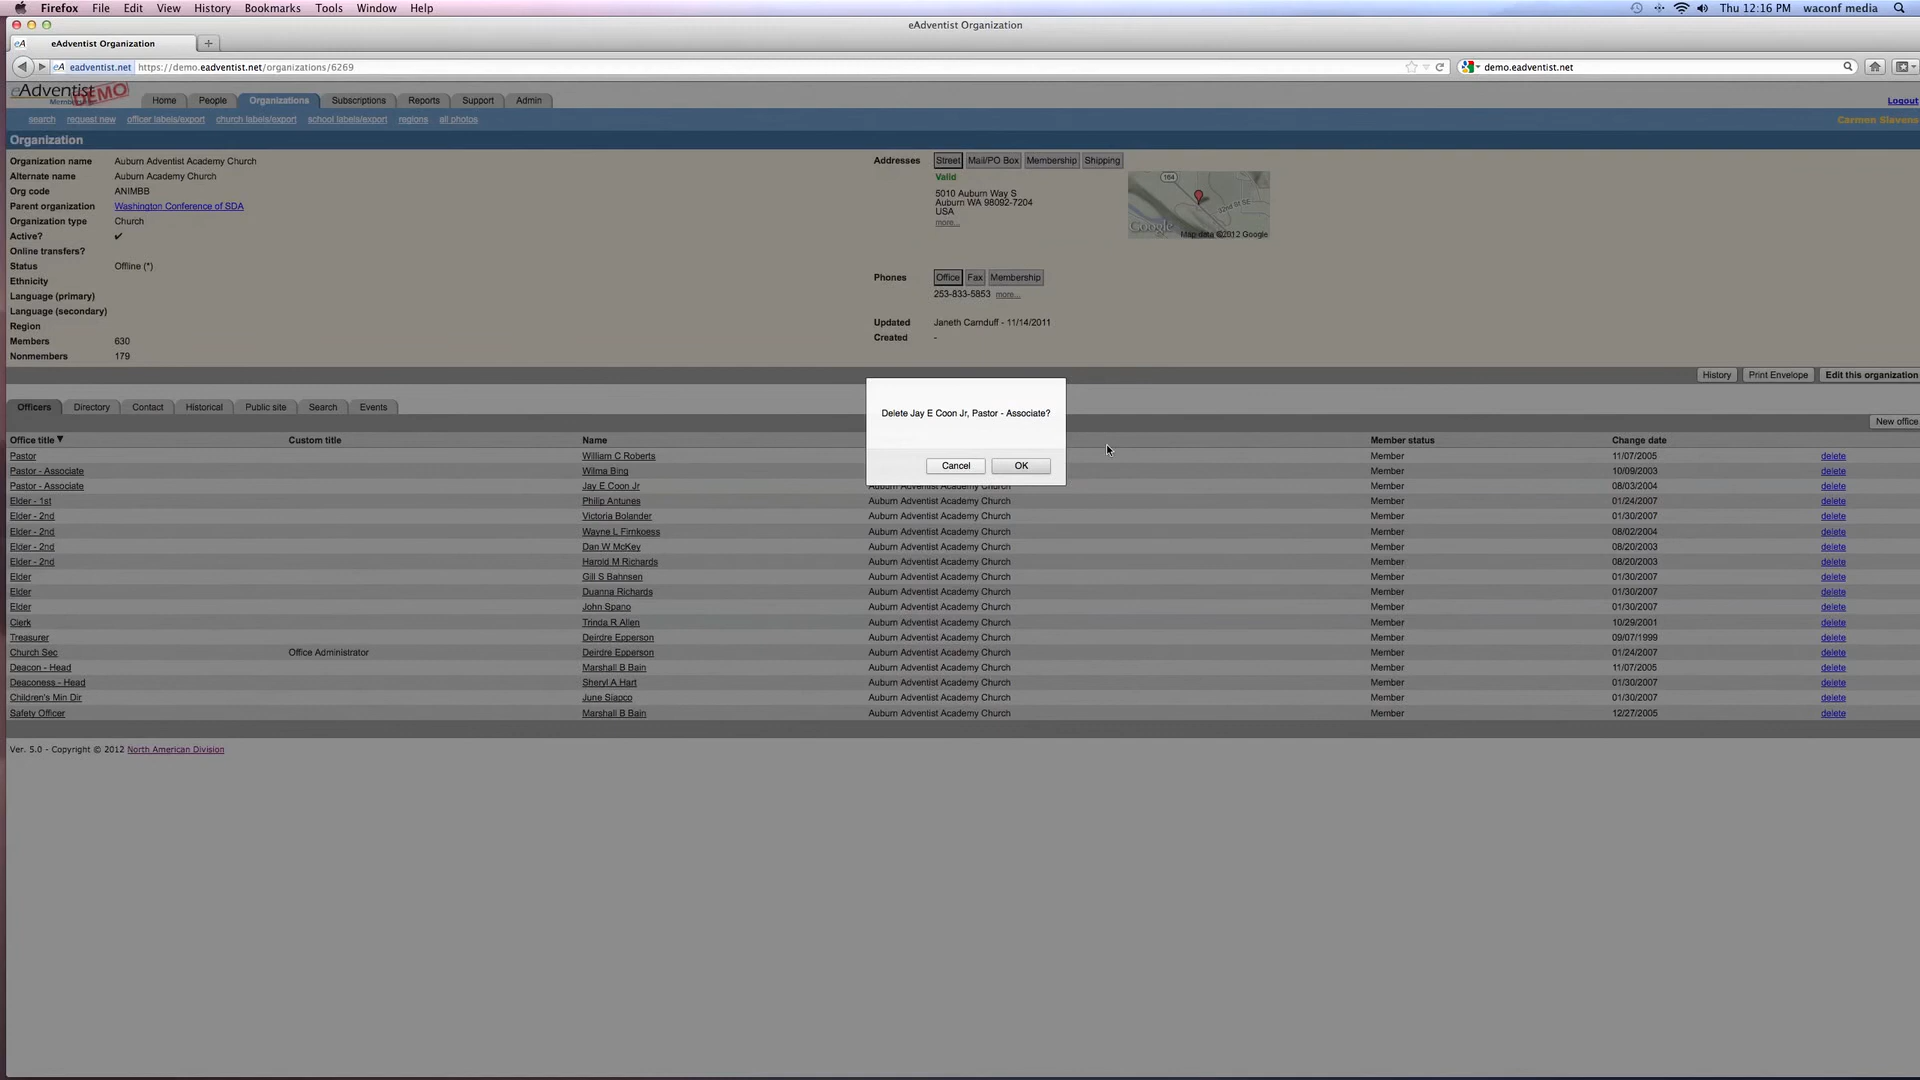 Firefox File Edit View History Bookmarks Tools Window Help Thu 12:16 PM waconf media
eAdventist Organization
eA eAdventist Organization +
eA eadventist.net https://demo.eadventist.net/organizations/6269 demo.eadventist.net
eAdventist DEMO Home People Organizations Subscriptions Reports Support Admin Logout
search request new officer labels/export church labels/export school labels/export regions all photos Carmen Slavens
Organization
Organization name Auburn Adventist Academy Church
Alternate name Auburn Academy Church
Org code ANIMBB
Parent organization Washington Conference of SDA
Organization type Church
Active? ✔
Online transfers?
Status Offline (*)
Ethnicity
Language (primary)
Language (secondary)
Region
Members 630
Nonmembers 179
Addresses Street Mail/PO Box Membership Shipping
Valid
5010 Auburn Way S
Auburn WA 98092-7204
USA
more...
164
32nd St SE
Google Map data ©2012 Google
Phones Office Fax Membership
253-833-5853 more...
Updated Janeth Carnduff - 11/14/2011
Created -
History Print Envelope Edit this organization
Delete Jay E Coon Jr, Pastor - Associate?
Cancel OK
Officers Directory Contact Historical Public site Search Events
New office
Office title ▼ Custom title Name Member status Change date
Pastor William C Roberts Member 11/07/2005 delete
Pastor - Associate Wilma Bing Member 10/09/2003 delete
Pastor - Associate Jay E Coon Jr Auburn Adventist Academy Church Member 08/03/2004 delete
Elder - 1st Philip Antunes Auburn Adventist Academy Church Member 01/24/2007 delete
Elder - 2nd Victoria Bolander Auburn Adventist Academy Church Member 01/30/2007 delete
Elder - 2nd Wayne L Firnkoess Auburn Adventist Academy Church Member 08/02/2004 delete
Elder - 2nd Dan W McKey Auburn Adventist Academy Church Member 08/20/2003 delete
Elder - 2nd Harold M Richards Auburn Adventist Academy Church Member 08/20/2003 delete
Elder Gill S Bahnsen Auburn Adventist Academy Church Member 01/30/2007 delete
Elder Duanna Richards Auburn Adventist Academy Church Member 01/30/2007 delete
Elder John Spano Auburn Adventist Academy Church Member 01/30/2007 delete
Clerk Trinda R Allen Auburn Adventist Academy Church Member 10/29/2001 delete
Treasurer Deirdre Epperson Auburn Adventist Academy Church Member 09/07/1999 delete
Church Sec Office Administrator Deirdre Epperson Auburn Adventist Academy Church Member 01/24/2007 delete
Deacon - Head Marshall B Bain Auburn Adventist Academy Church Member 11/07/2005 delete
Deaconess - Head Sheryl A Hart Auburn Adventist Academy Church Member 01/30/2007 delete
Children's Min Dir June Siapco Auburn Adventist Academy Church Member 01/30/2007 delete
Safety Officer Marshall B Bain Auburn Adventist Academy Church Member 12/27/2005 delete
Ver. 5.0 - Copyright © 2012 North American Division